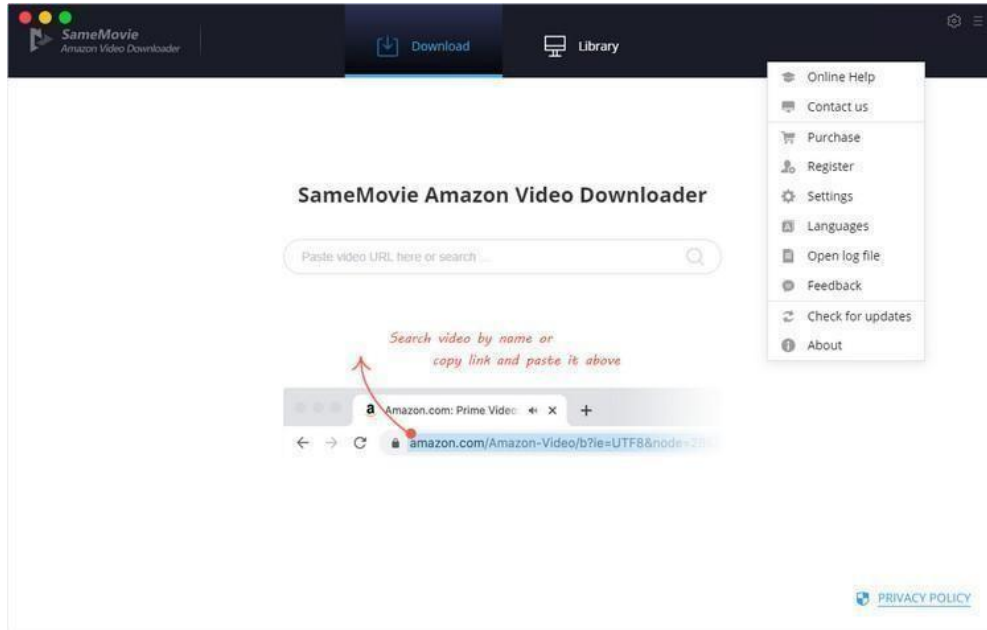 SameMovie
Amazon Video Downloader
Download
Library
Online Help
Contact us
Purchase
Register
Settings
Languages
Open log file
Feedback
Check for updates
About
SameMovie Amazon Video Downloader
Paste video URL here or search ...
Search video by name or
copy link and paste it above
a Amazon.com: Prime Video
amazon.com/Amazon-Video/b?ie=UTF8&node=
PRIVACY POLICY